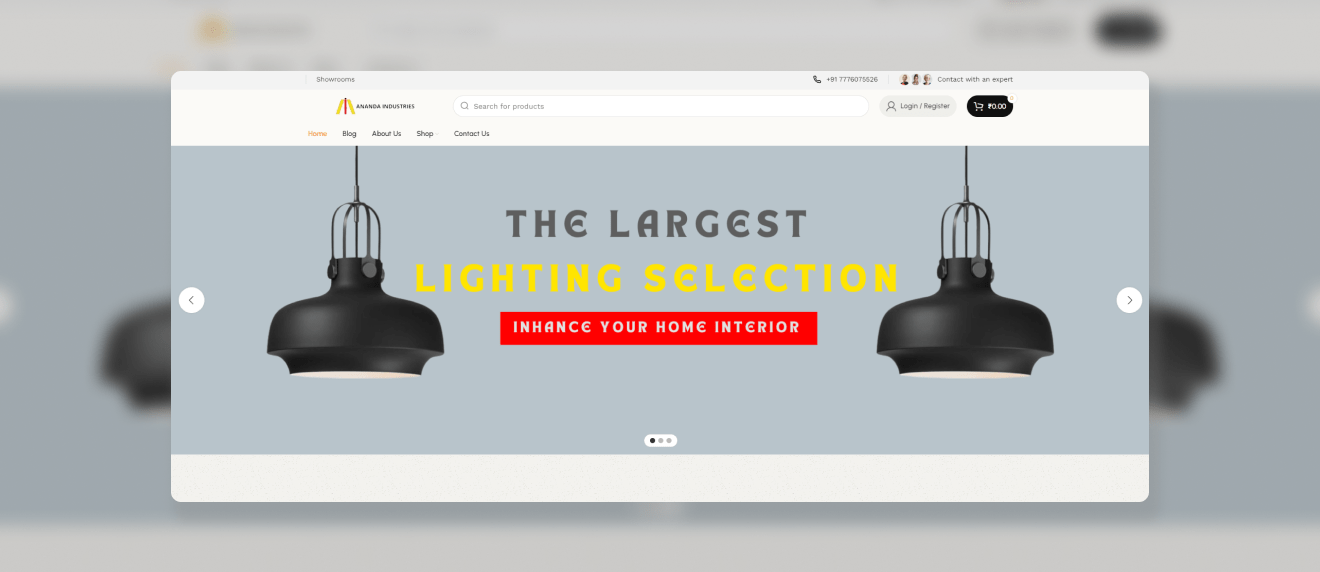 Showrooms
+91 7776075526
Contact with an expert
ANANDA INDUSTRIES
Search for products
Login / Register
₹0.00
0
Home
Blog
About Us
Shop
Contact Us
THE LARGEST
LIGHTING SELECTION
INHANCE YOUR HOME INTERIOR